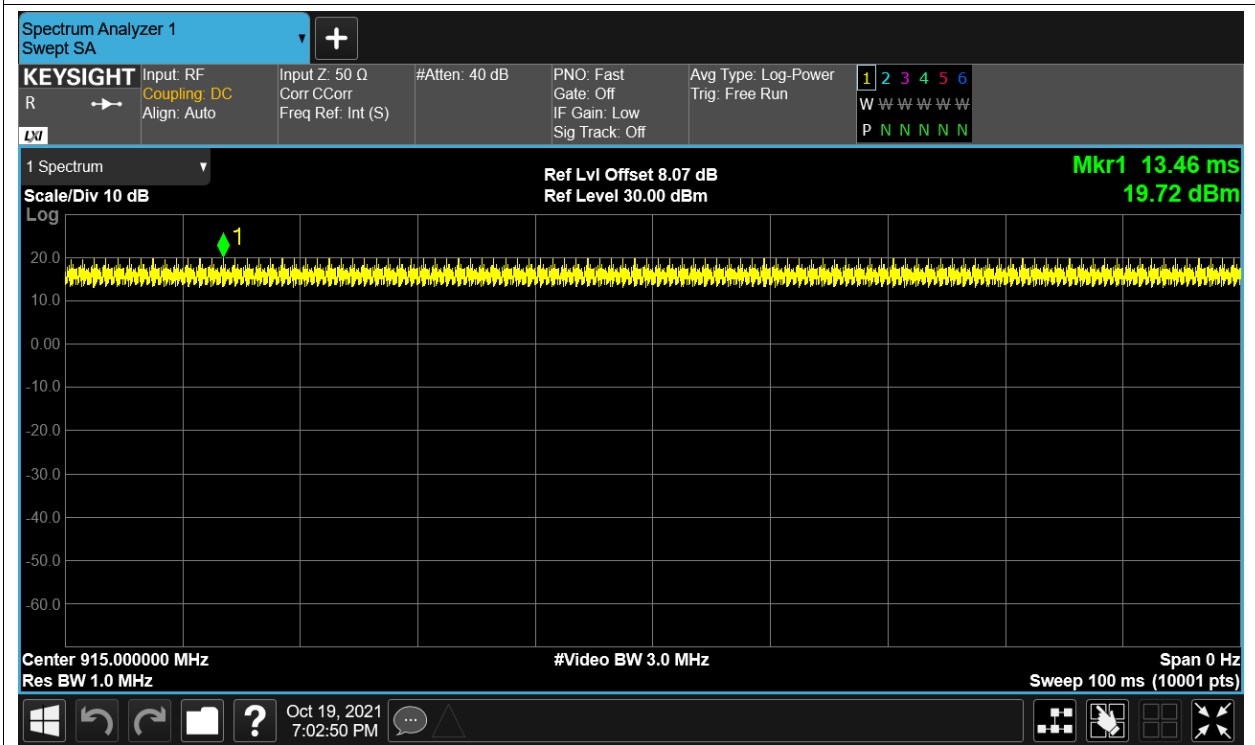 Spectrum Analyzer 1
Swept SA
KEYSIGHT
R
LXI
Input: RF
Coupling: DC
Align: Auto
Input Z: 50 Ω
Corr CCorr
Freq Ref: Int (S)
#Atten: 40 dB
PNO: Fast
Gate: Off
IF Gain: Low
Sig Track: Off
Avg Type: Log-Power
Trig: Free Run
1 2 3 4 5 6
W W W W W W
P N N N N N
1 Spectrum
Scale/Div 10 dB
Log
Ref Lvl Offset 8.07 dB
Ref Level 30.00 dBm
Mkr1 13.46 ms
19.72 dBm
1
20.0
10.0
0.00
-10.0
-20.0
-30.0
-40.0
-50.0
-60.0
Center 915.000000 MHz
#Video BW 3.0 MHz
Span 0 Hz
Res BW 1.0 MHz
Sweep 100 ms (10001 pts)
?
Oct 19, 2021
7:02:50 PM